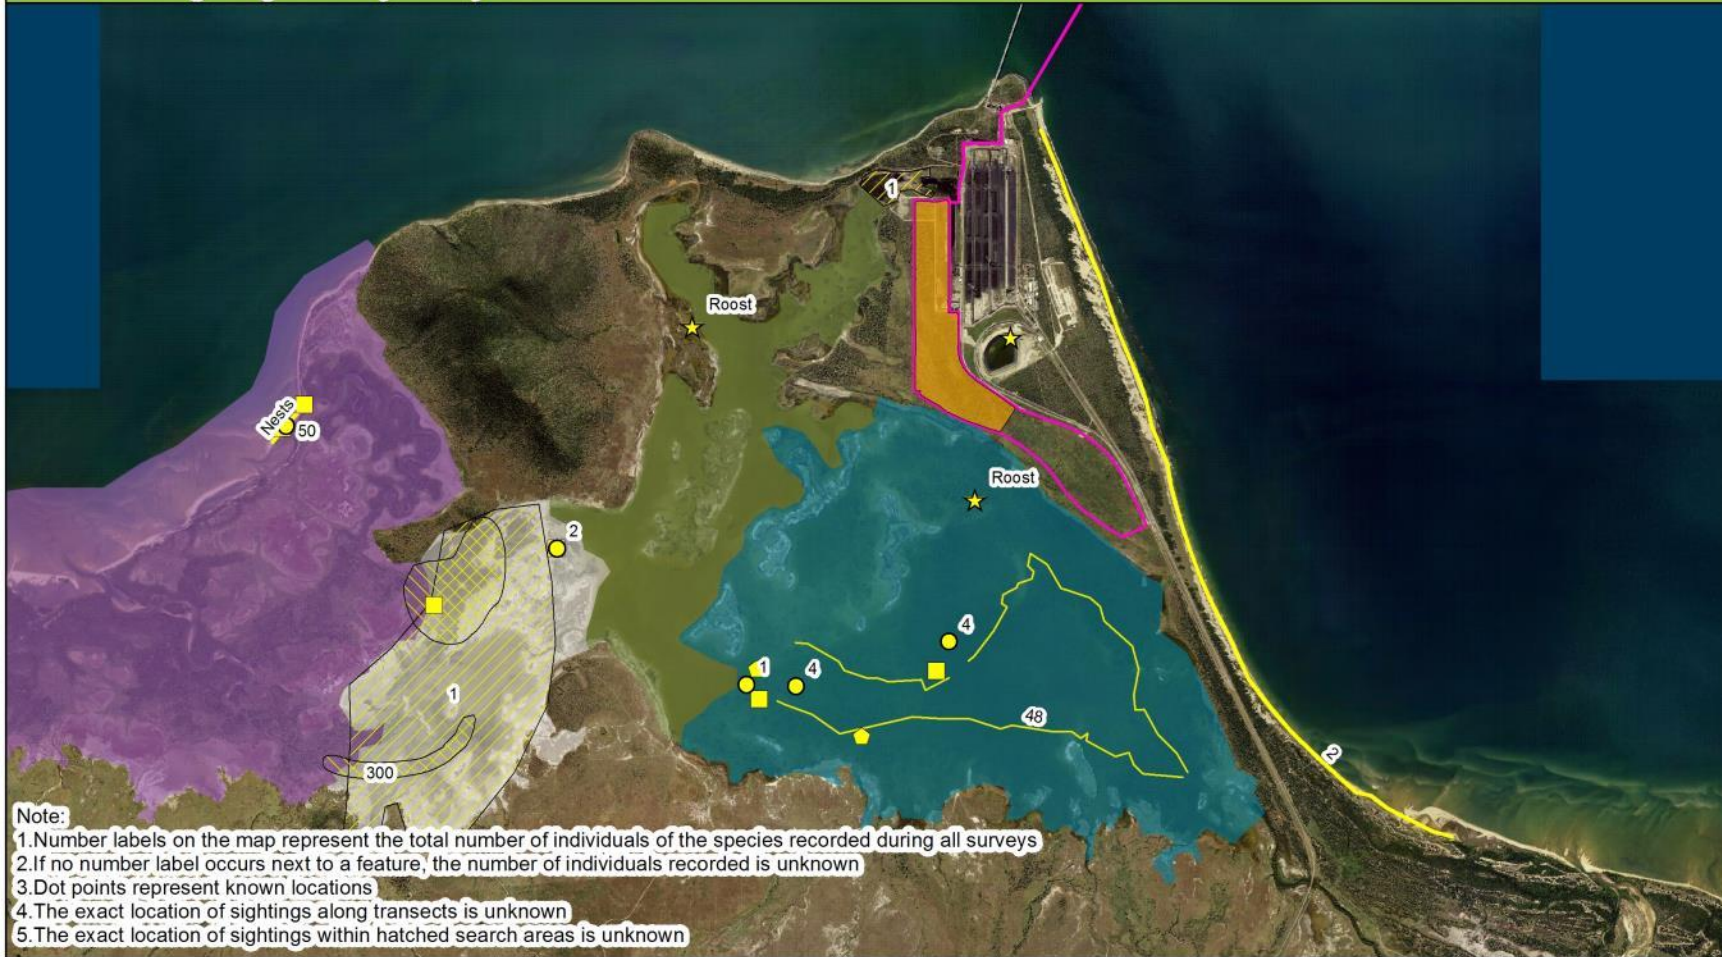 1
Roost
Nests
50
Roost
2
4
1
4
1
48
2
300
Note:
1.Number labels on the map represent the total number of individuals of the species recorded during all surveys
2.If no number label occurs next to a feature, the number of individuals recorded is unknown
3.Dot points represent known locations
4.The exact location of sightings along transects is unknown
5.The exact location of sightings within hatched search areas is unknown